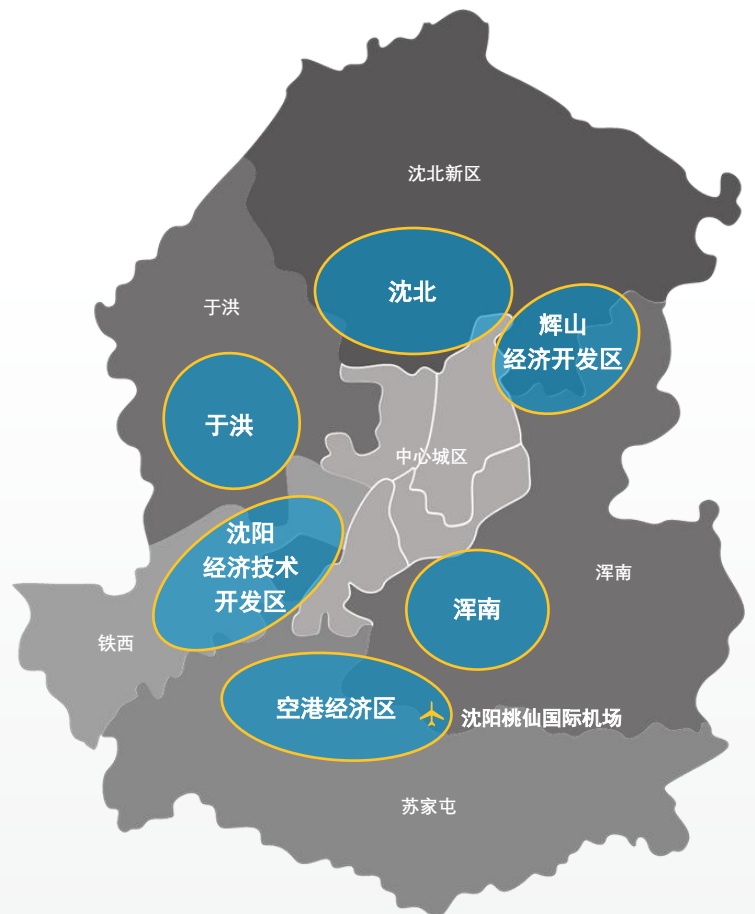 沈北新区
沈北
于洪
辉山
经济开发区
于洪
中心城区
沈阳
经济技术
开发区
浑南
浑南
铁西
空港经济区
沈阳桃仙国际机场
苏家屯